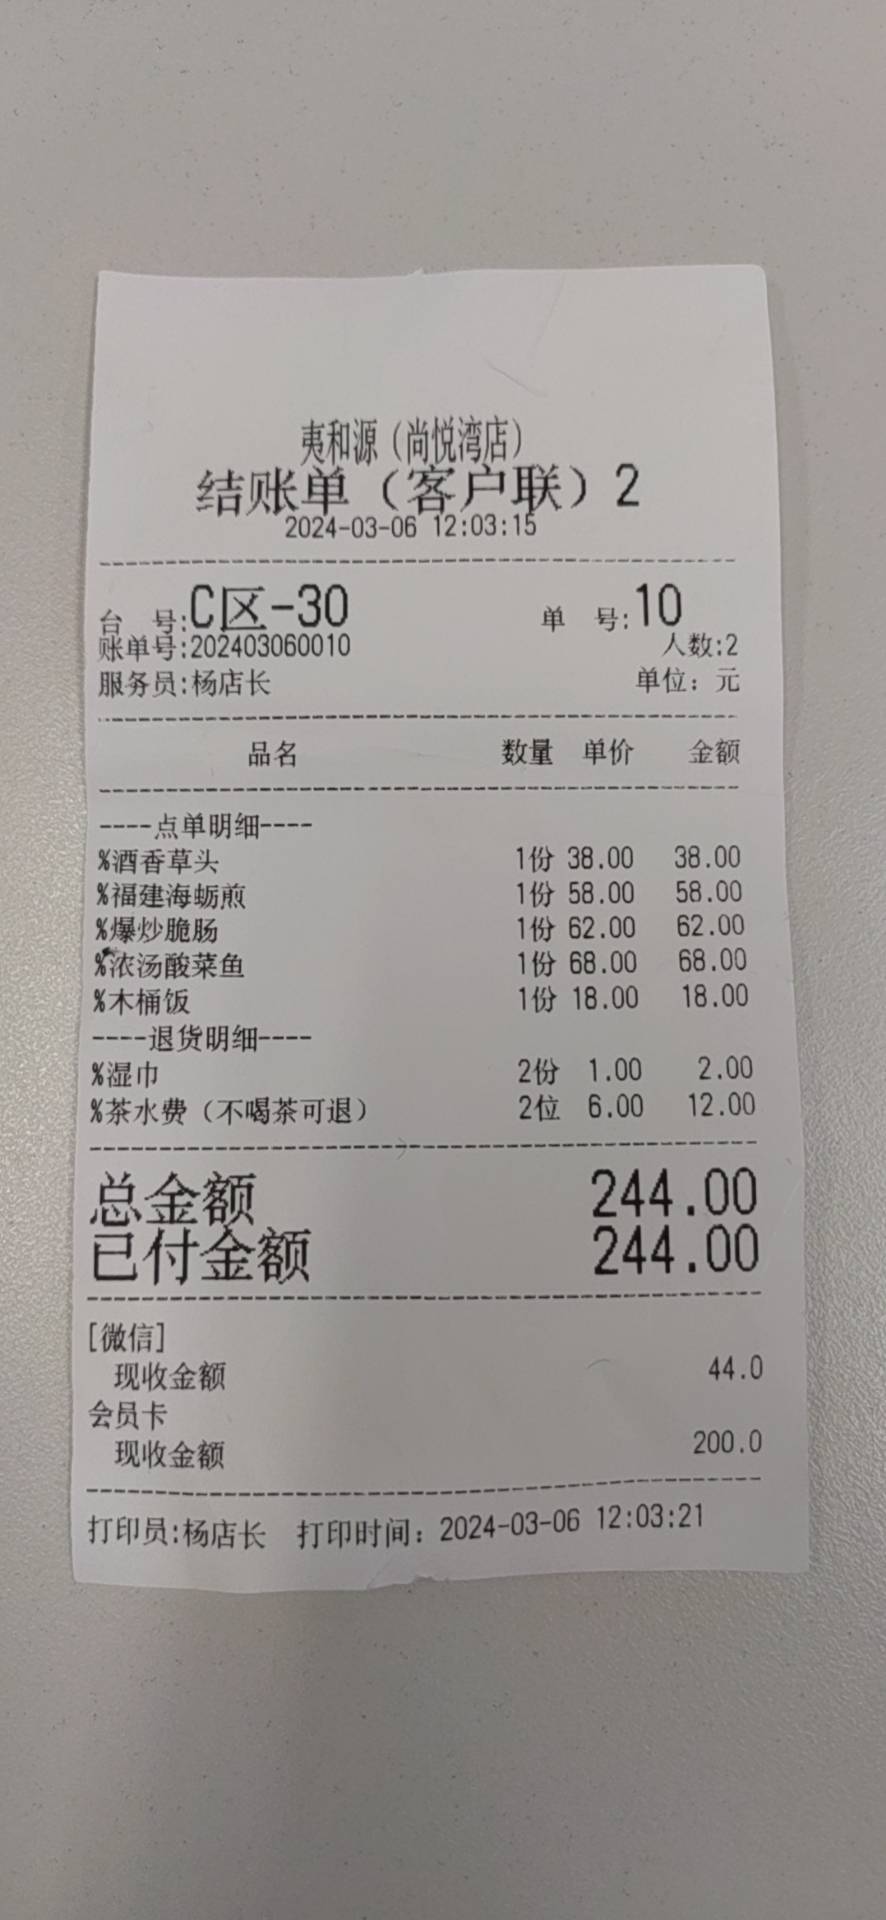 夷和源（尚悦湾店）
结账单（客户联）2
2024-03-06 12:03:15
台 号:C区-30 单 号:10
账单号:202403060010 人数:2
服务员:杨店长 单位：元
品名 数量 单价 金额
----点单明细----
%酒香草头 1份 38.00 38.00
%福建海蛎煎 1份 58.00 58.00
%爆炒脆肠 1份 62.00 62.00
%浓汤酸菜鱼 1份 68.00 68.00
%木桶饭 1份 18.00 18.00
----退货明细----
%湿巾 2份 1.00 2.00
%茶水费（不喝茶可退） 2位 6.00 12.00
总金额 244.00
已付金额 244.00
[微信]
现收金额 44.0
会员卡
现收金额 200.0
打印员:杨店长 打印时间：2024-03-06 12:03:21